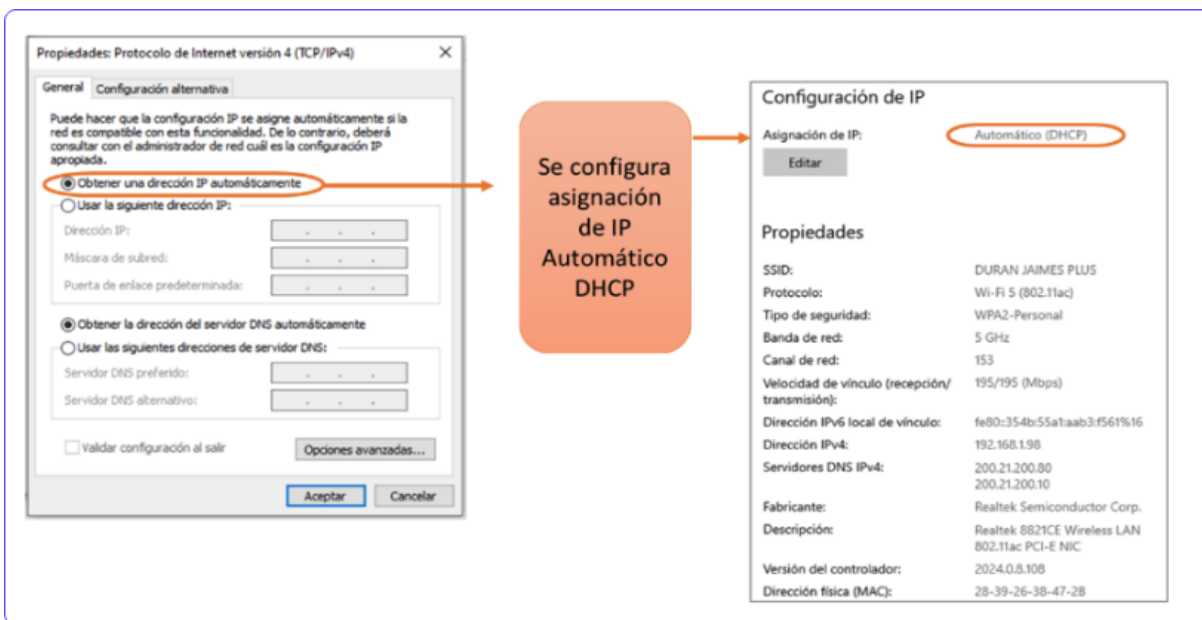 Propiedades: Protocolo de Internet versión 4 (TCP/IPv4)
General
Configuración alternativa
Puede hacer que la configuración IP se asigne automáticamente si la
red es compatible con esta funcionalidad. De lo contrario, deberá
consultar con el administrador de red cuál es la configuración IP
apropiada.
Obtener una dirección IP automáticamente
Usar la siguiente dirección IP:
Dirección IP:
Máscara de subred:
Puerta de enlace predeterminada:
Obtener la dirección del servidor DNS automáticamente
Usar las siguientes direcciones de servidor DNS:
Servidor DNS preferido:
Servidor DNS alternativo:
Validar configuración al salir
Opciones avanzadas...
Aceptar
Cancelar
Se configura
asignación
de IP
Automático
DHCP
Configuración de IP
Asignación de IP: Automático (DHCP)
Editar
Propiedades
SSID: DURAN JAIMES PLUS
Protocolo: Wi-Fi 5 (802.11ac)
Tipo de seguridad: WPA2-Personal
Banda de red: 5 GHz
Canal de red: 153
Velocidad de vínculo (recepción/ 195/195 (Mbps)
transmisión):
Dirección IPv6 local de vínculo: fe80::354b:55a1:aab3:f561%16
Dirección IPv4: 192.168.1.98
Servidores DNS IPv4: 200.21.200.80
200.21.200.10
Fabricante: Realtek Semiconductor Corp.
Descripción: Realtek 8821CE Wireless LAN
802.11ac PCI-E NIC
Versión del controlador: 2024.0.8.108
Dirección física (MAC): 28-39-26-38-47-2B